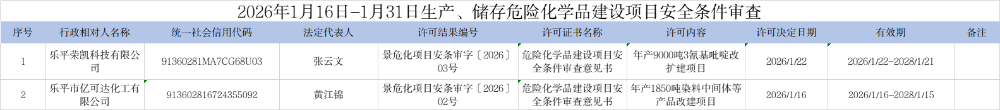 2026年1月16日-1月31日生产、储存危险化学品建设项目安全条件审查
序号 行政相对人名称 统一社会信用代码 法定代表人 许可结果编号 许可证书名称 许可内容 许可决定日期 有效期 备注
乐平荣凯科技有限公 景危化项目安条审字〔2026〕 危险化学品建设项目安 年产9000吨3氰基吡啶改
1 91360281MA7CG68U03 张云文 2026/1/22 2026/1/22-2028/1/21
司 03号 全条件审查意见书 扩建项目
乐平市亿可达化工有 景危化项目安条审字〔2026〕 危险化学品建设项目安 年产1850吨染料中间体等
2 913602816724355092 黄江锦 2026/1/16 2026/1/16-2028/1/15
限公司 02号 全条件审查意见书 产品改建项目